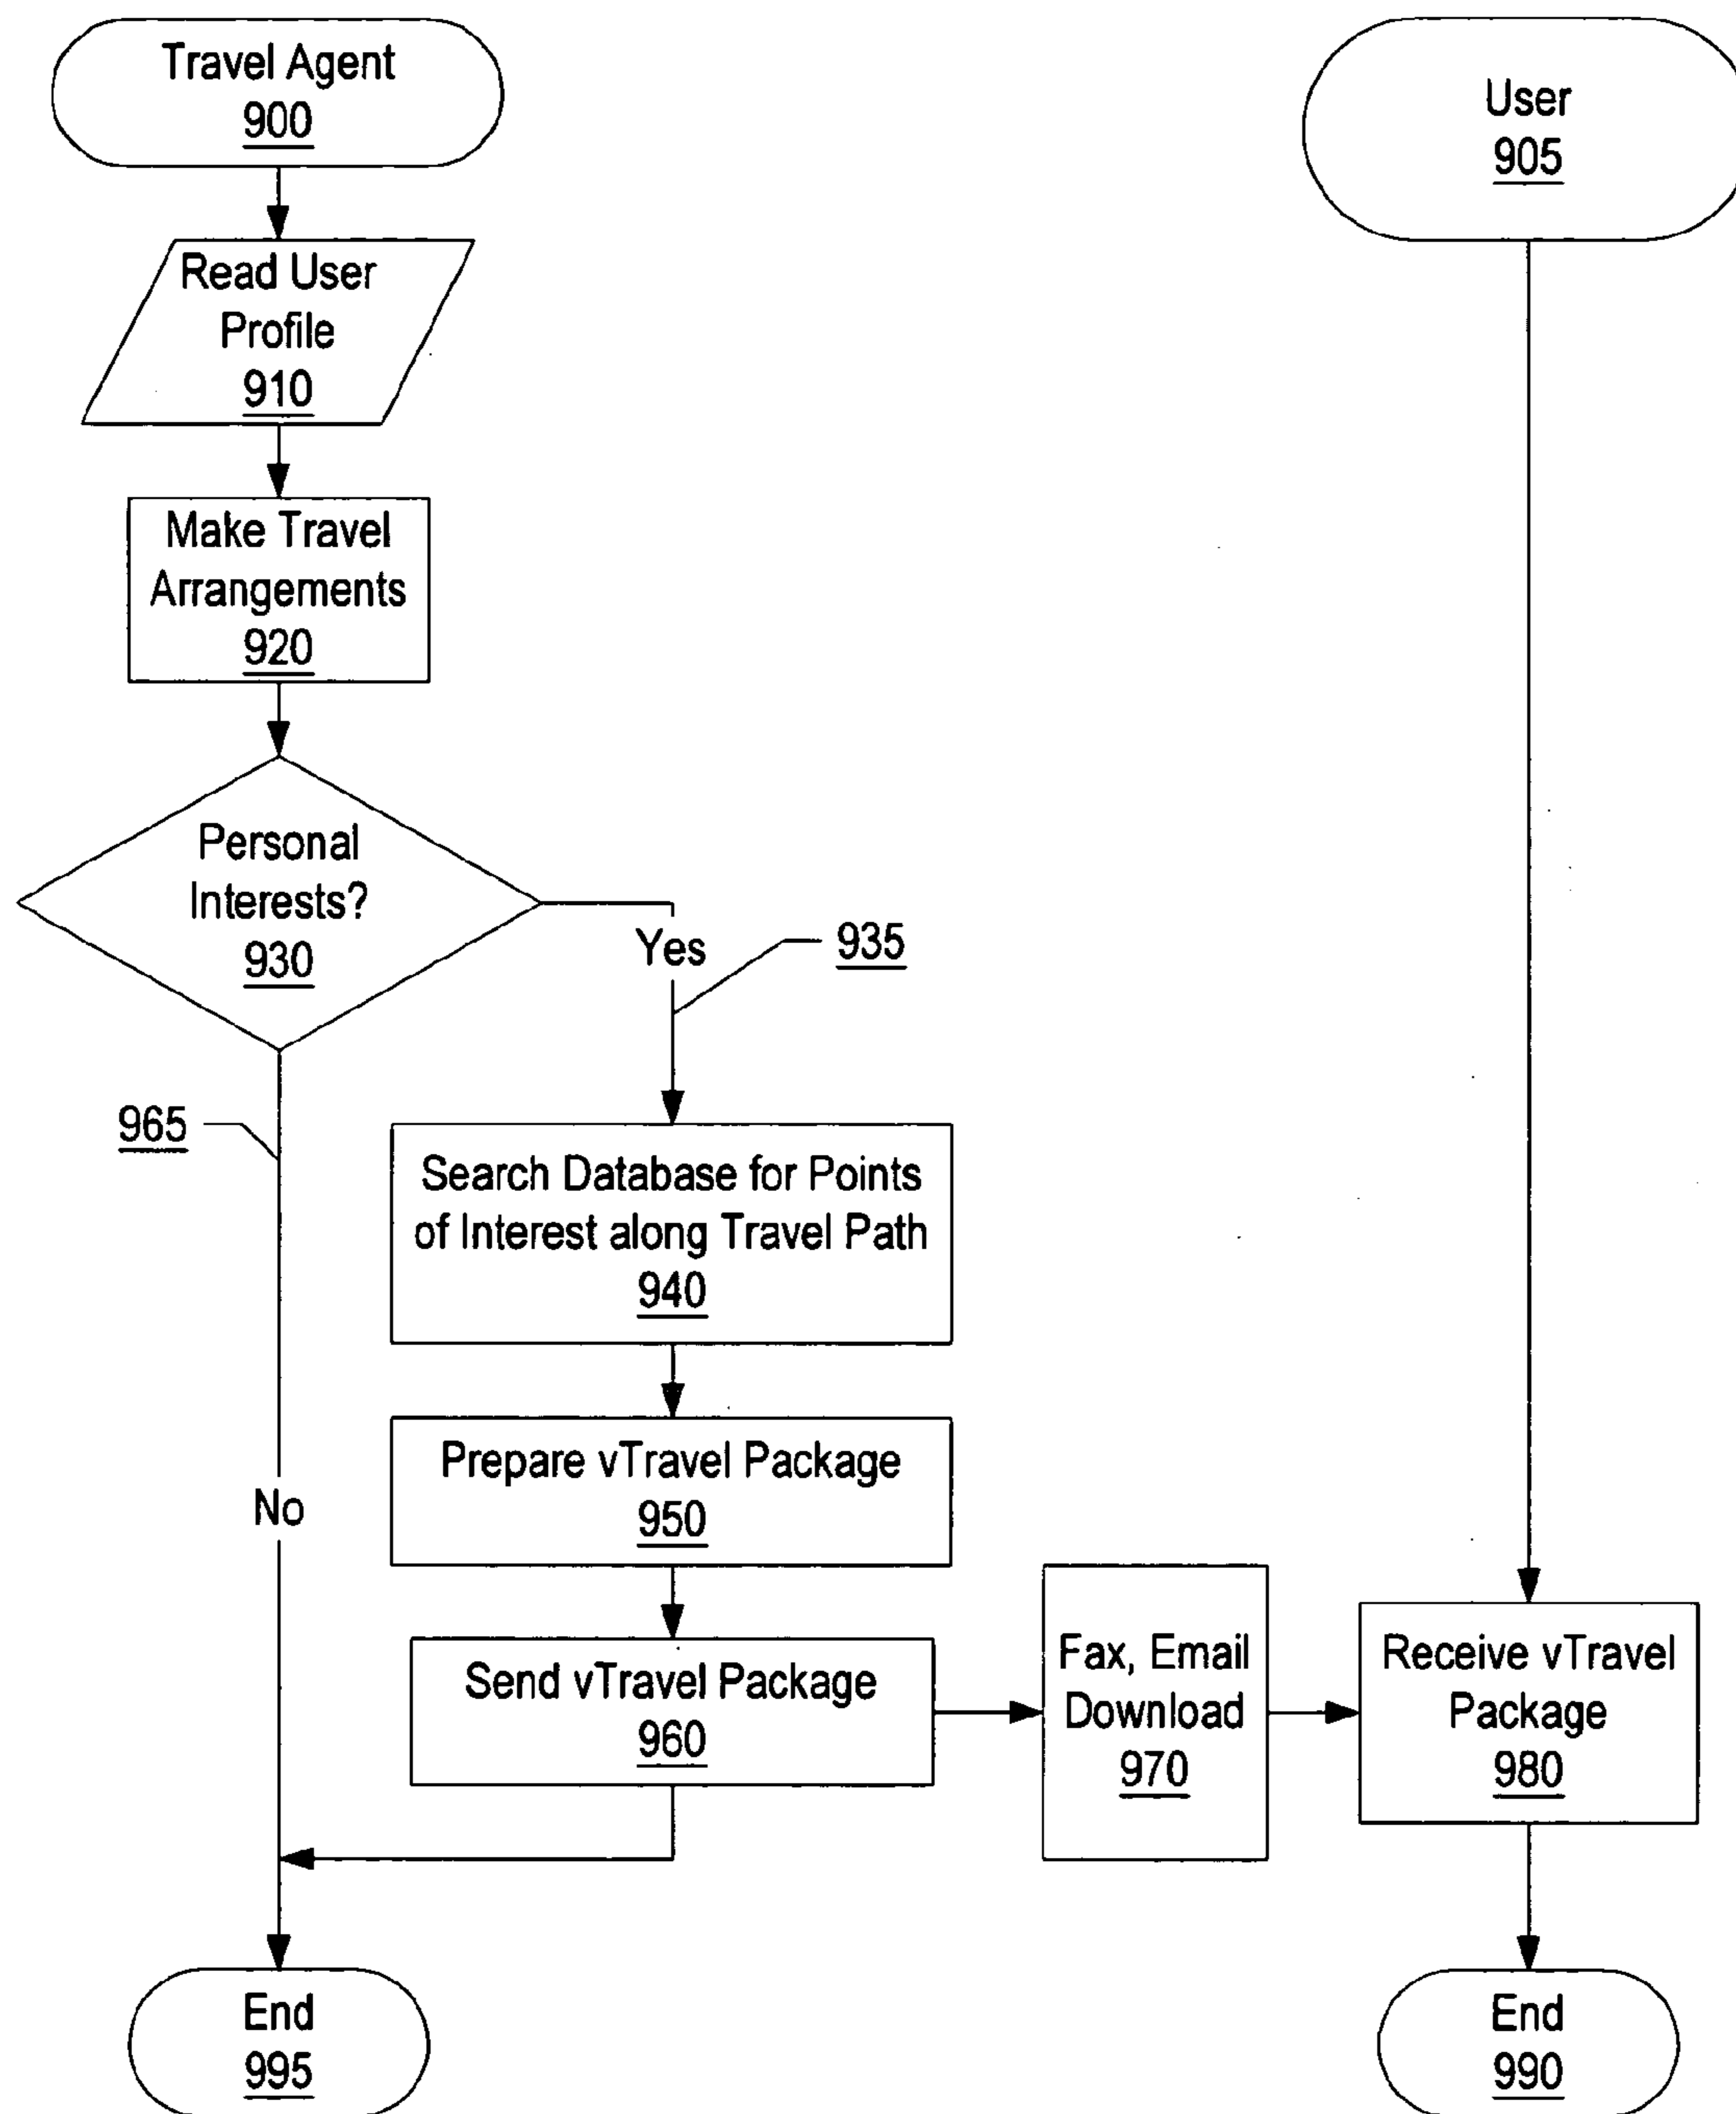 Travel Agent
900
User
905
Read User
Profile
910
Make Travel
Arrangements
920
Personal
Interests?
930
Yes
935
965
Search Database for Points
of Interest along Travel Path
940
Prepare vTravel Package
950
No
Send vTravel Package
960
Fax, Email
Download
970
Receive vTravel
Package
980
End
995
End
990